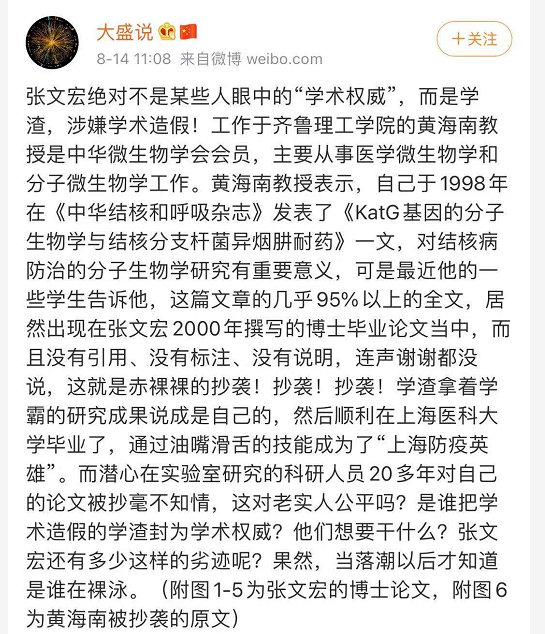 大盛说
+关注
8-14 11:08 来自微博 weibo.com
张文宏绝对不是某些人眼中的“学术权威”，而是学
渣，涉嫌学术造假！工作于齐鲁理工学院的黄海南教
授是中华微生物学会会员，主要从事医学微生物学和
分子微生物学工作。黄海南教授表示，自己于1998年
在《中华结核和呼吸杂志》发表了《KatG基因的分子
生物学与结核分支杆菌异烟肼耐药》一文，对结核病
防治的分子生物学研究有重要意义，可是最近他的一
些学生告诉他，这篇文章的几乎95%以上的全文，居
然出现在张文宏2000年撰写的博士毕业论文当中，而
且没有引用、没有标注、没有说明，连声谢谢都没
说，这就是赤裸裸的抄袭！抄袭！抄袭！学渣拿着学
霸的研究成果说成是自己的，然后顺利在上海医科大
学毕业了，通过油嘴滑舌的技能成为了“上海防疫英
雄”。而潜心在实验室研究的科研人员20多年对自己
的论文被抄毫不知情，这对老实人公平吗？是谁把学
术造假的学渣封为学术权威？他们想要干什么？张文
宏还有多少这样的劣迹呢？果然，当落潮以后才知道
是谁在裸泳。（附图1-5为张文宏的博士论文，附图6
为黄海南被抄袭的原文）